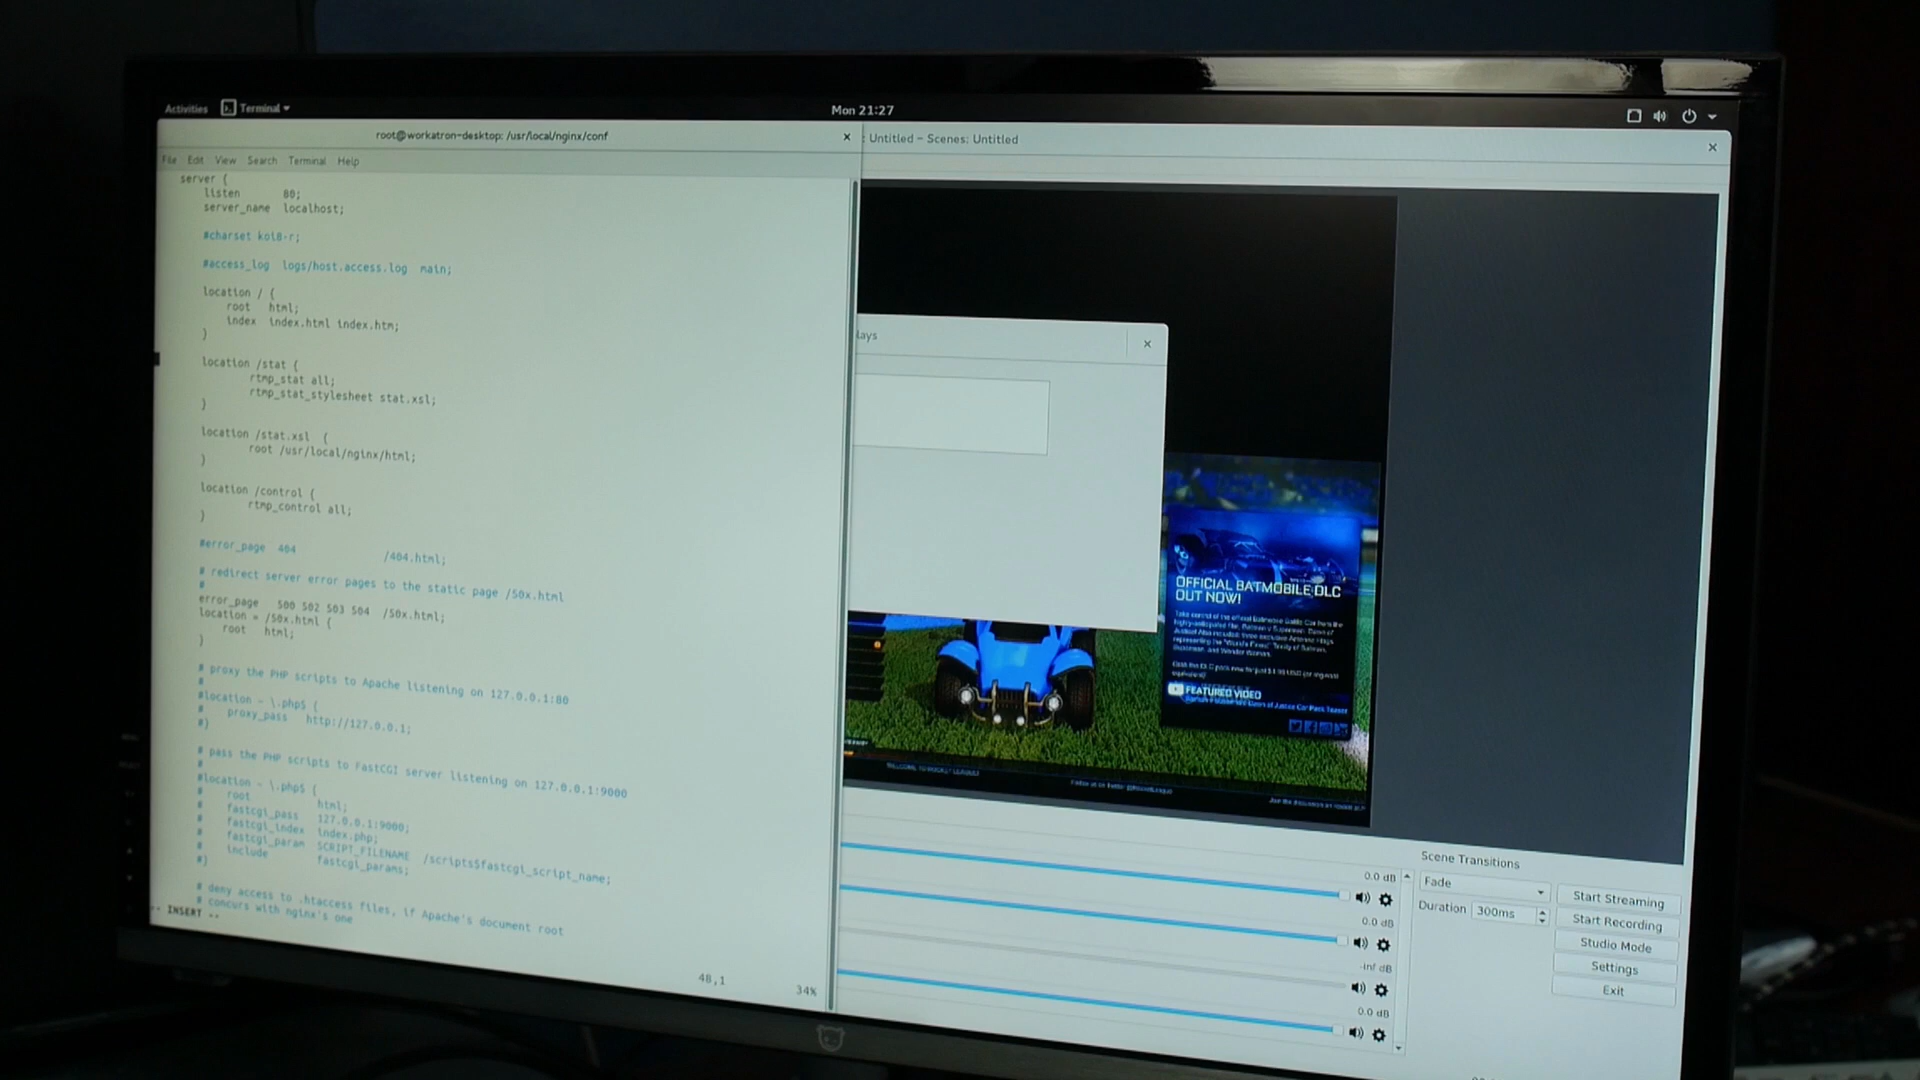 Activities Terminal
Mon 21:27
root@workatron-desktop: /usr/local/nginx/conf
File Edit View Search Terminal Help
server {
listen 80;
server_name localhost;
#charset koi8-r;
#access_log logs/host.access.log main;
location / {
root html;
index index.html index.htm;
}
location /stat {
rtmp_stat all;
rtmp_stat_stylesheet stat.xsl;
}
location /stat.xsl {
root /usr/local/nginx/html;
}
location /control {
rtmp_control all;
}
#error_page 404 /404.html;
# redirect server error pages to the static page /50x.html
#
error_page 500 502 503 504 /50x.html;
location = /50x.html {
root html;
}
# proxy the PHP scripts to Apache listening on 127.0.0.1:80
#
#location ~ \.php$ {
# proxy_pass http://127.0.0.1;
#}
# pass the PHP scripts to FastCGI server listening on 127.0.0.1:9000
#
#location ~ \.php$ {
# root html;
# fastcgi_pass 127.0.0.1:9000;
# fastcgi_index index.php;
# fastcgi_param SCRIPT_FILENAME /scripts$fastcgi_script_name;
# include fastcgi_params;
#}
# deny access to .htaccess files, if Apache's document root
# concurs with nginx's one
-- INSERT --
48,1 34%
: Untitled - Scenes: Untitled
lays
OFFICIAL BATMOBILE DLC
OUT NOW!
FEATURED VIDEO
0.0 dB
0.0 dB
-inf dB
0.0 dB
Scene Transitions
Fade
Duration 300ms
Start Streaming
Start Recording
Studio Mode
Settings
Exit